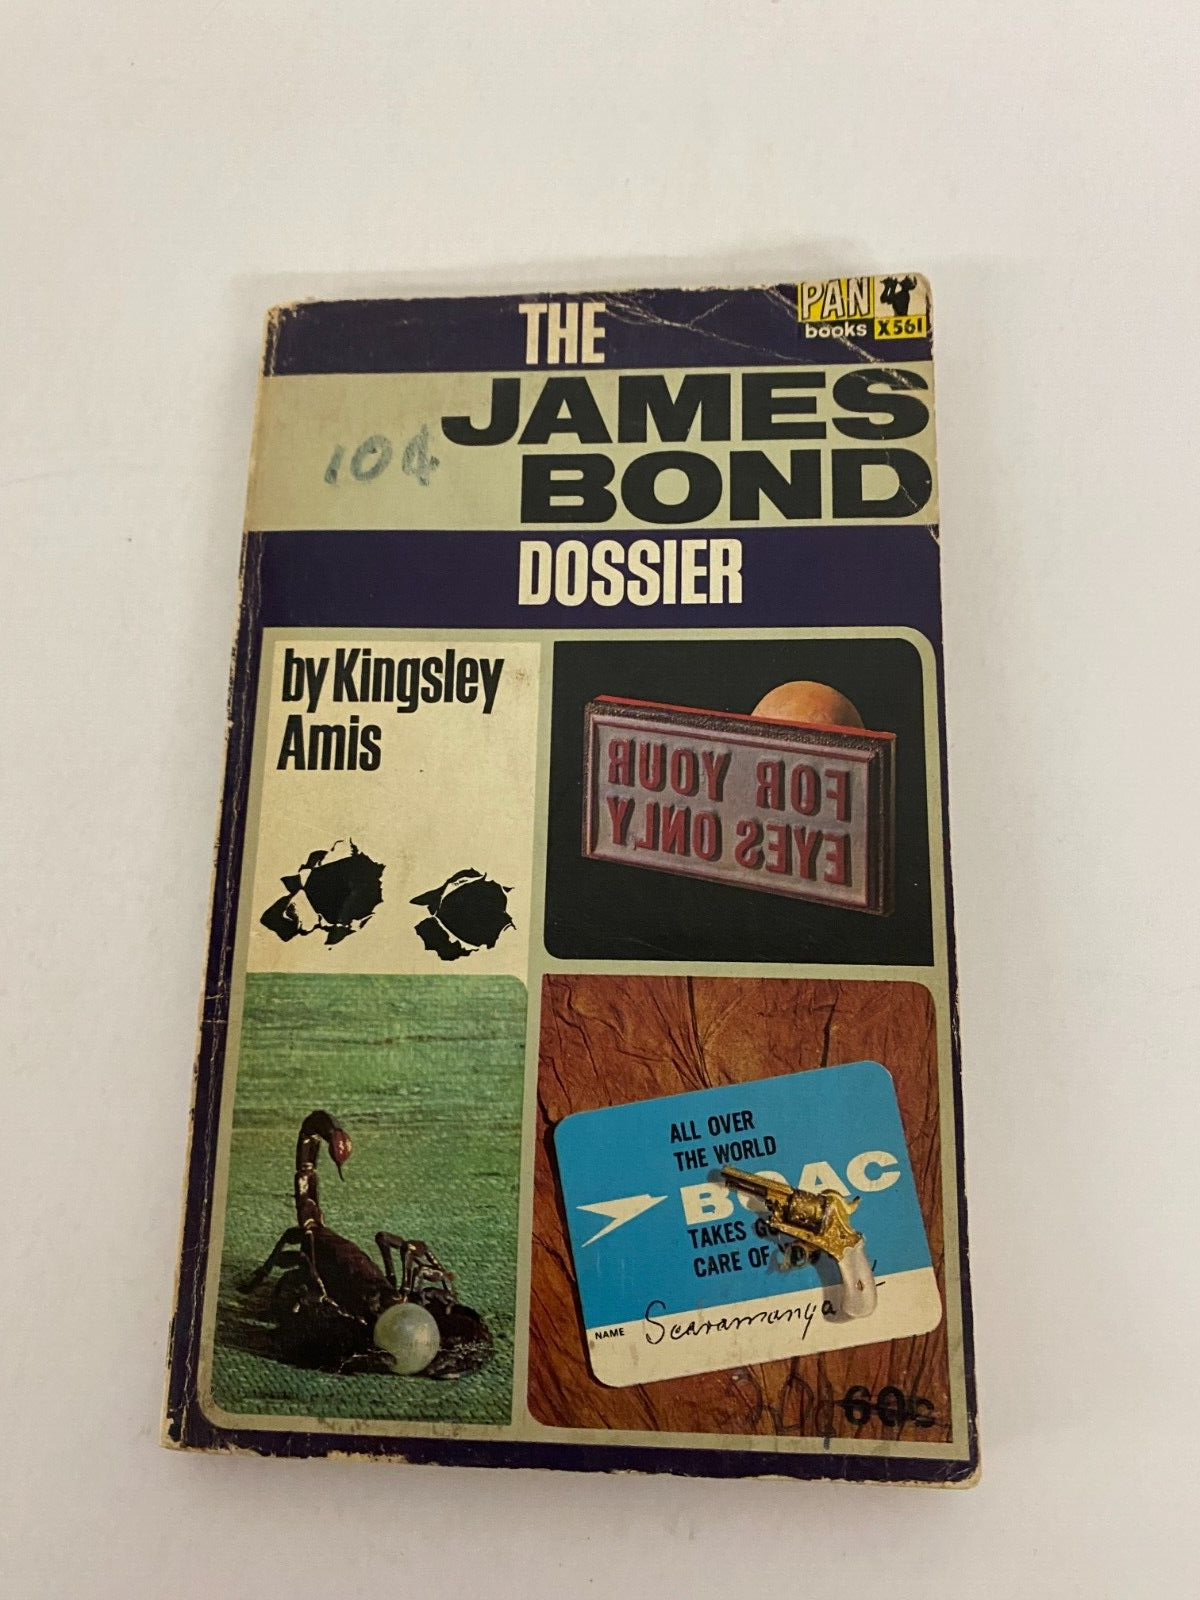 THE
PAN
books X561
JAMES
BOND
10¢
DOSSIER
by Kingsley
Amis
FOR YOUR
EYES ONLY
ALL OVER
THE WORLD
BOAC
TAKES
CARE OF
NAME Scaramanga
60c